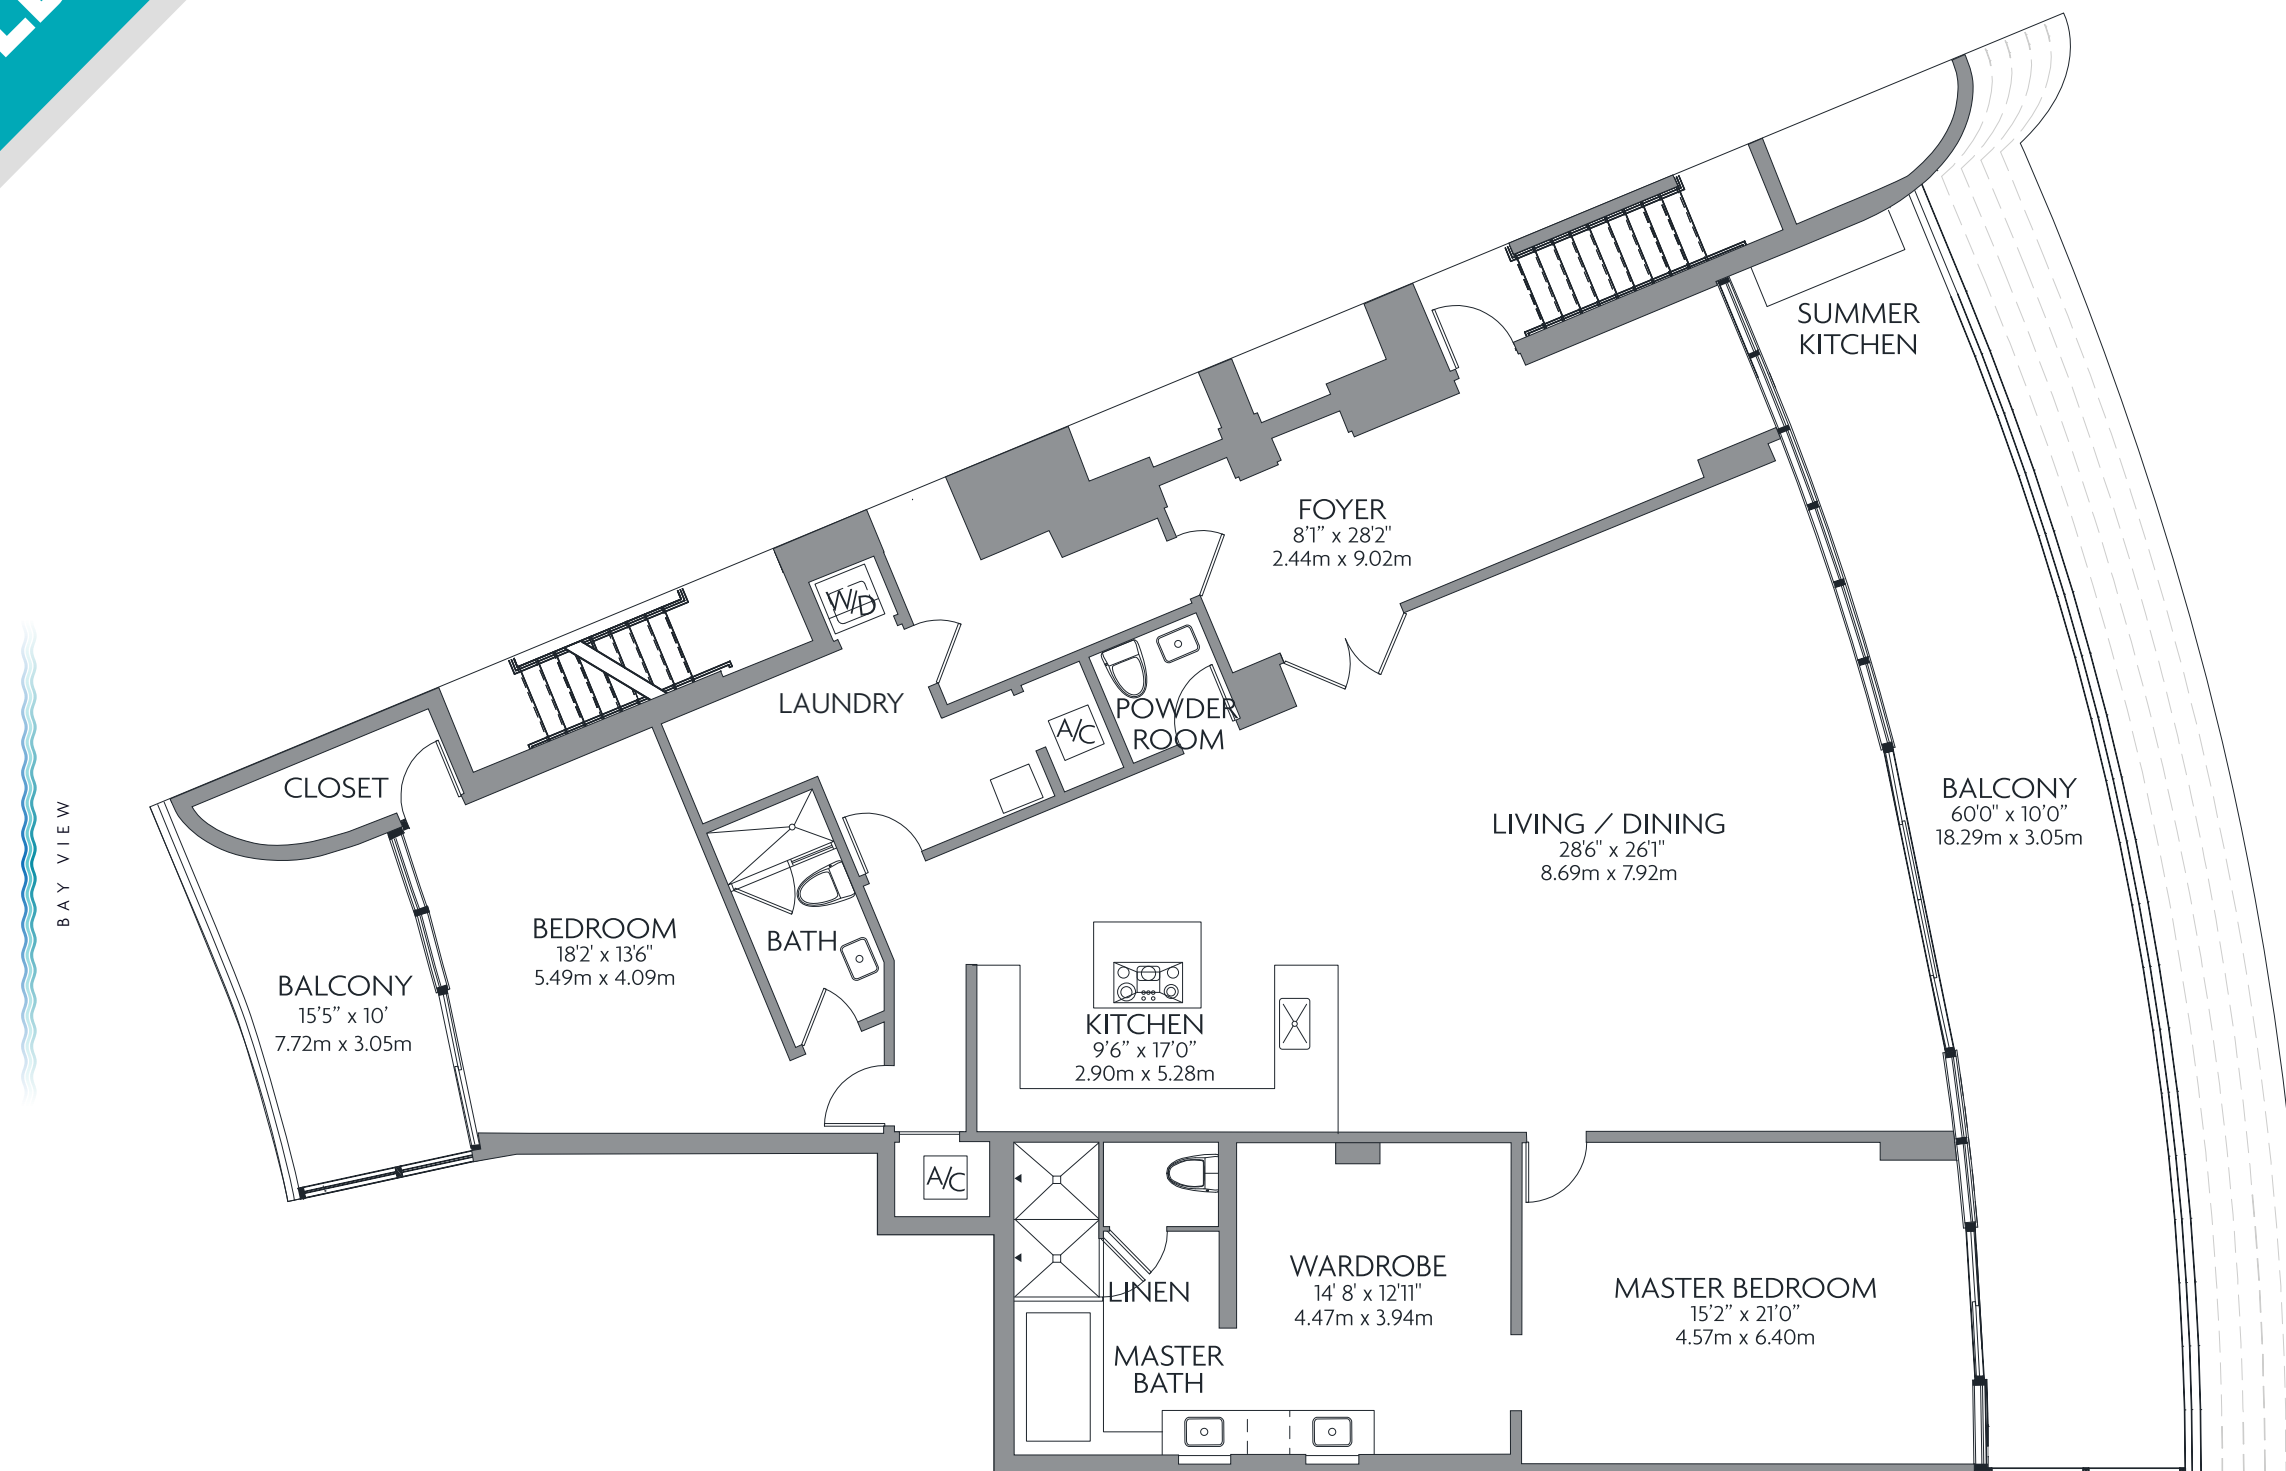 SUMMER
KITCHEN
FOYER
8'1” x 28'2"
2.44m x 9.02m
W/D
LAUNDRY
A/C
POWDER
ROOM
CLOSET
BAY VIEW
BALCONY
60'0" x 10'0”
18.29m x 3.05m
LIVING / DINING
28'6" x 26'1"
8.69m x 7.92m
BEDROOM
18'2' x 13'6"
5.49m x 4.09m
BATH
BALCONY
15'5” x 10'
7.72m x 3.05m
KITCHEN
9'6” x 17'0”
2.90m x 5.28m
A/C
LINEN
WARDROBE
14' 8' x 12'11"
4.47m x 3.94m
MASTER BEDROOM
15'2” x 21'0”
4.57m x 6.40m
MASTER
BATH